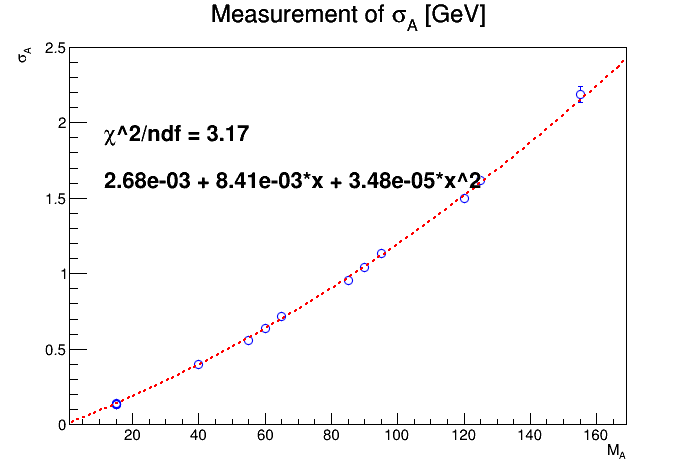 Measurement of σ_A [GeV]
σ_A
2.5
2
1.5
1
0.5
0
χ^2/ndf = 3.17
2.68e-03 + 8.41e-03*x + 3.48e-05*x^2
20 40 60 80 100 120 140 160
M_A